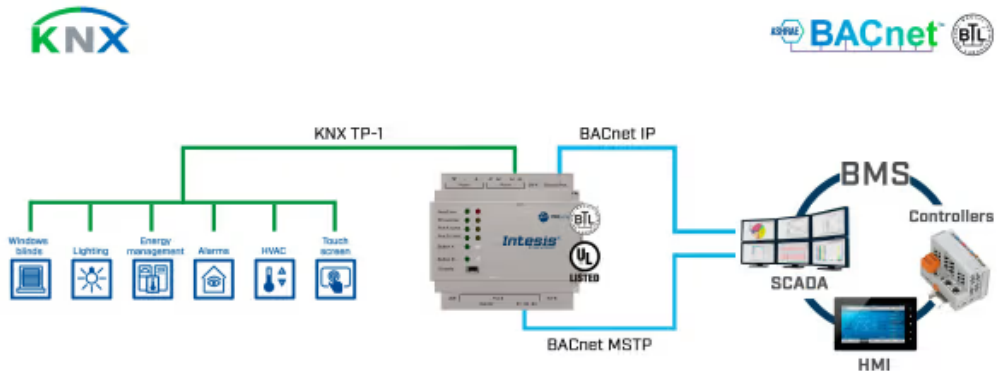 KNX
ASHRAE BACnet™ BTL
KNX TP-1
BACnet IP
BMS
Windows blinds
Lighting
Energy management
Alarms
HVAC
Touch screen
BTL
Intesis
UL
LISTED
Controllers
SCADA
BACnet MSTP
HMI